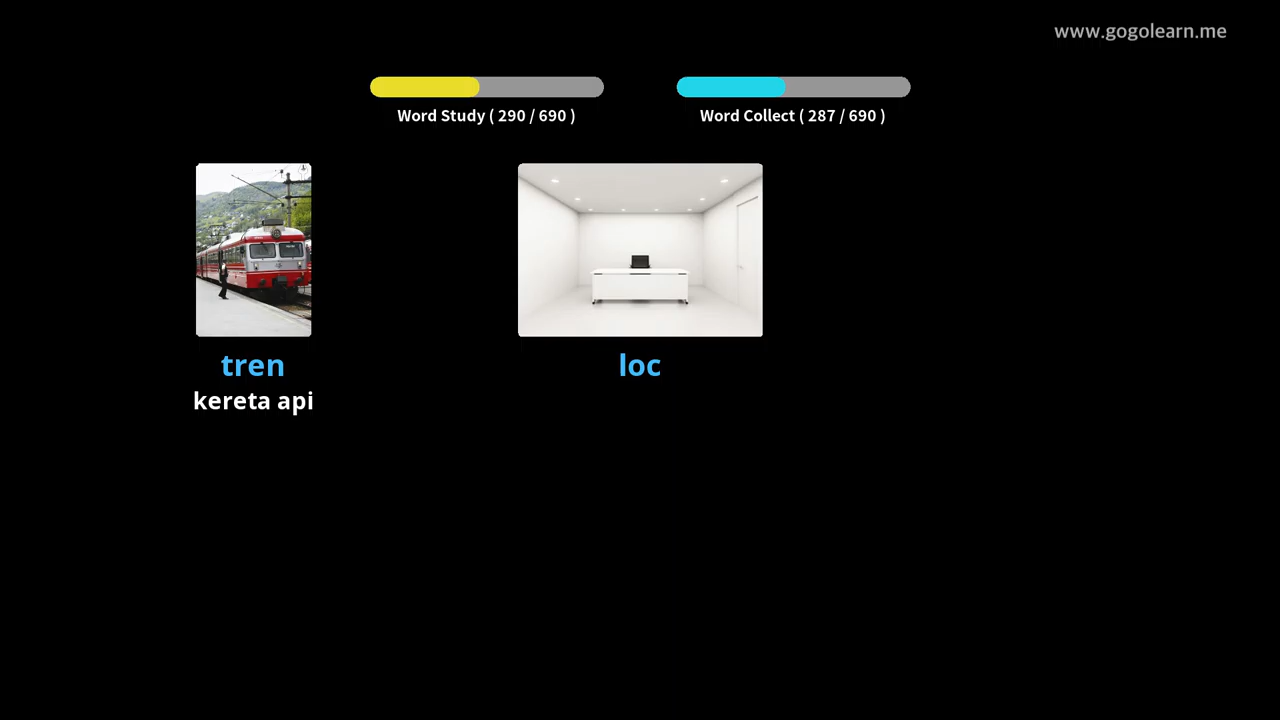 www.gogolearn.me
Word Study ( 290 / 690 )
Word Collect ( 287 / 690 )
tren
kereta api
loc